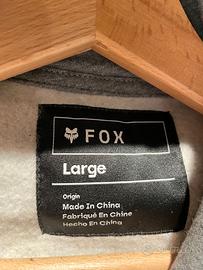 FOX
Large
Origin
Made In China
Fabriqué En Chine
Hecho En China